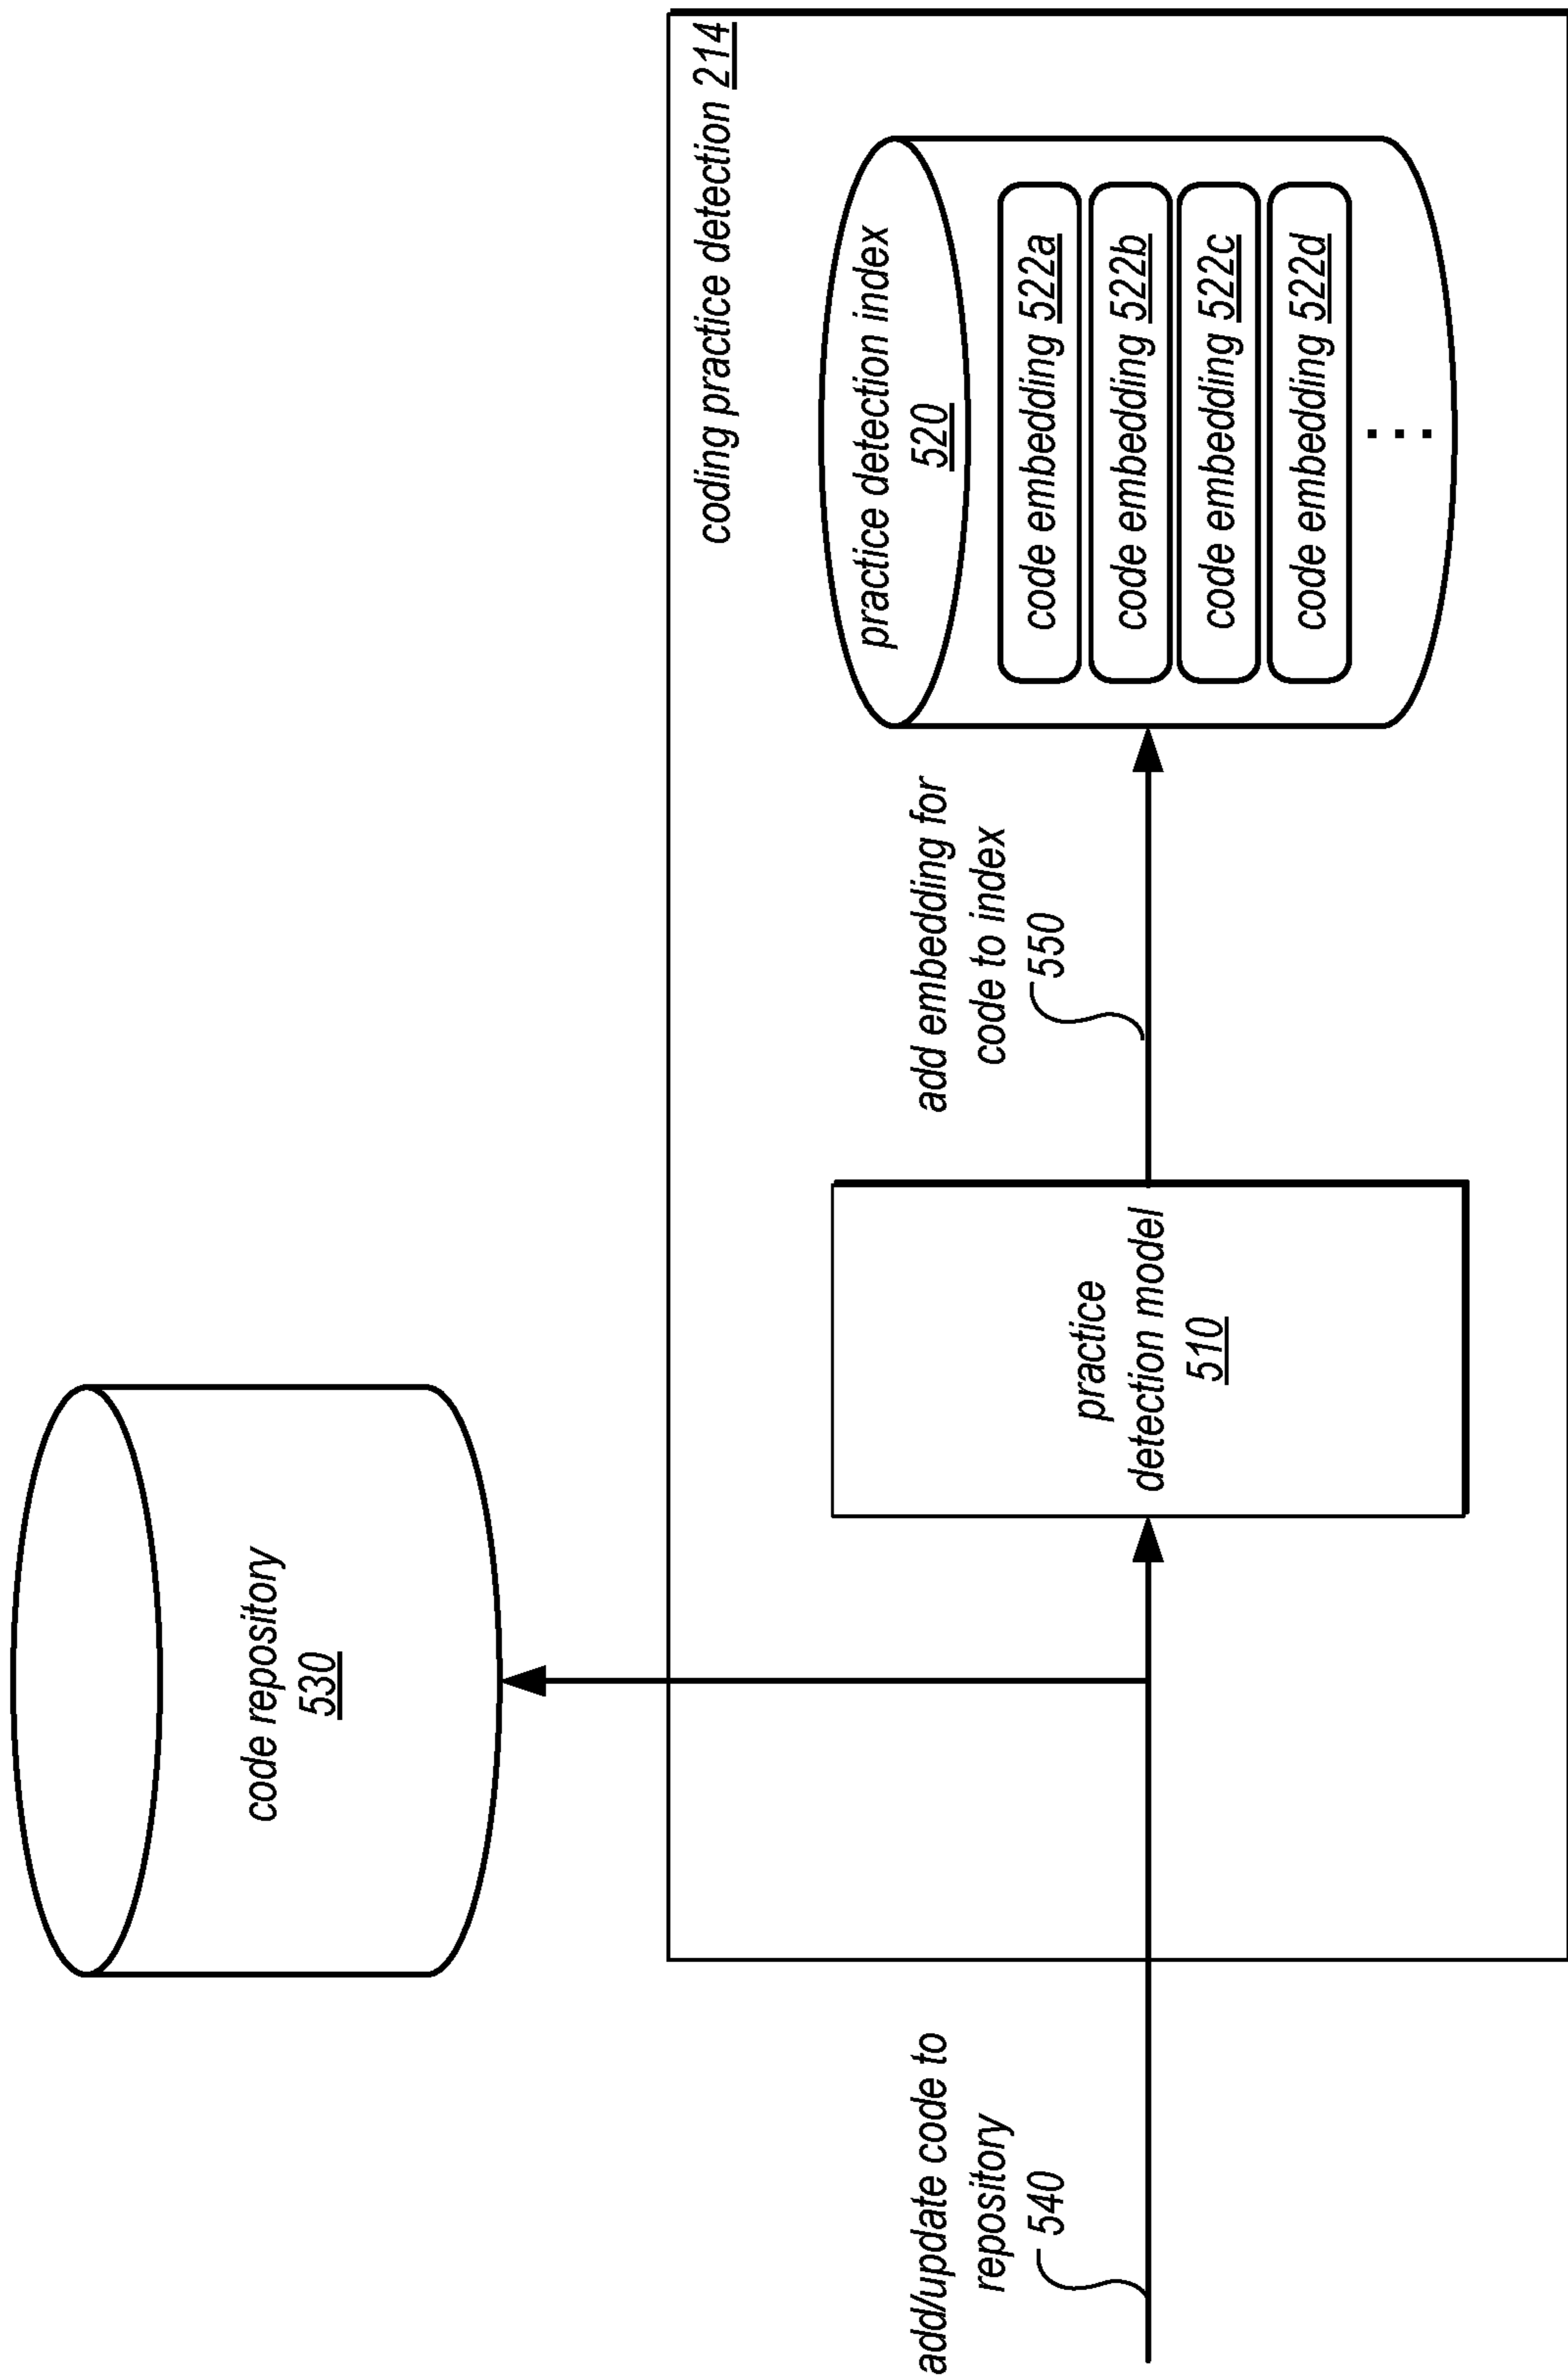 code repository
530
coding practice detection 214
add/update code to
repository
540
practice
detection model
510
add embedding for
code to index
550
practice detection index
520
code embedding 522a
code embedding 522b
code embedding 522c
code embedding 522d